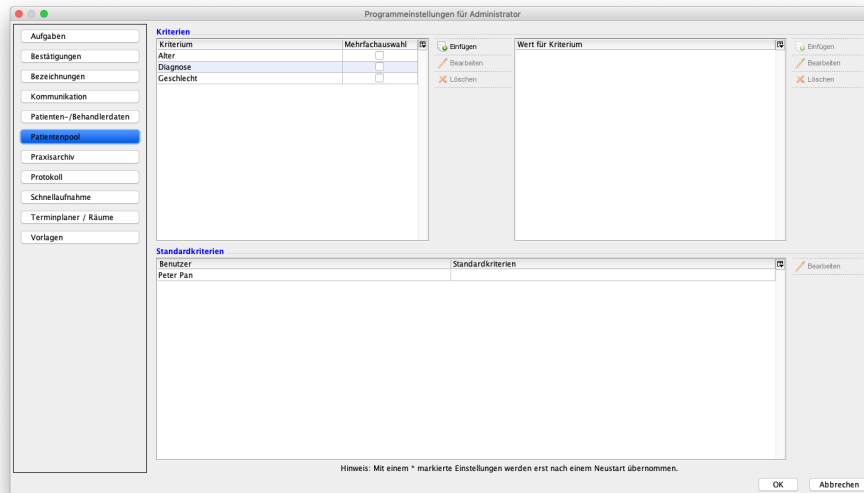 Programmeinstellungen für Administrator
Aufgaben
Bestätigungen
Bezeichnungen
Kommunikation
Patienten-/Behandlerdaten
Patientenpool
Praxisarchiv
Protokoll
Schnellaufnahme
Terminplaner / Räume
Vorlagen
Kriterien
Kriterium Mehrfachauswahl
Alter
Diagnose
Geschlecht
Einfügen
Bearbeiten
Löschen
Wert für Kriterium
Einfügen
Bearbeiten
Löschen
Standardkriterien
Benutzer Standardkriterien
Peter Pan
Bearbeiten
Hinweis: Mit einem * markierte Einstellungen werden erst nach einem Neustart übernommen.
OK Abbrechen